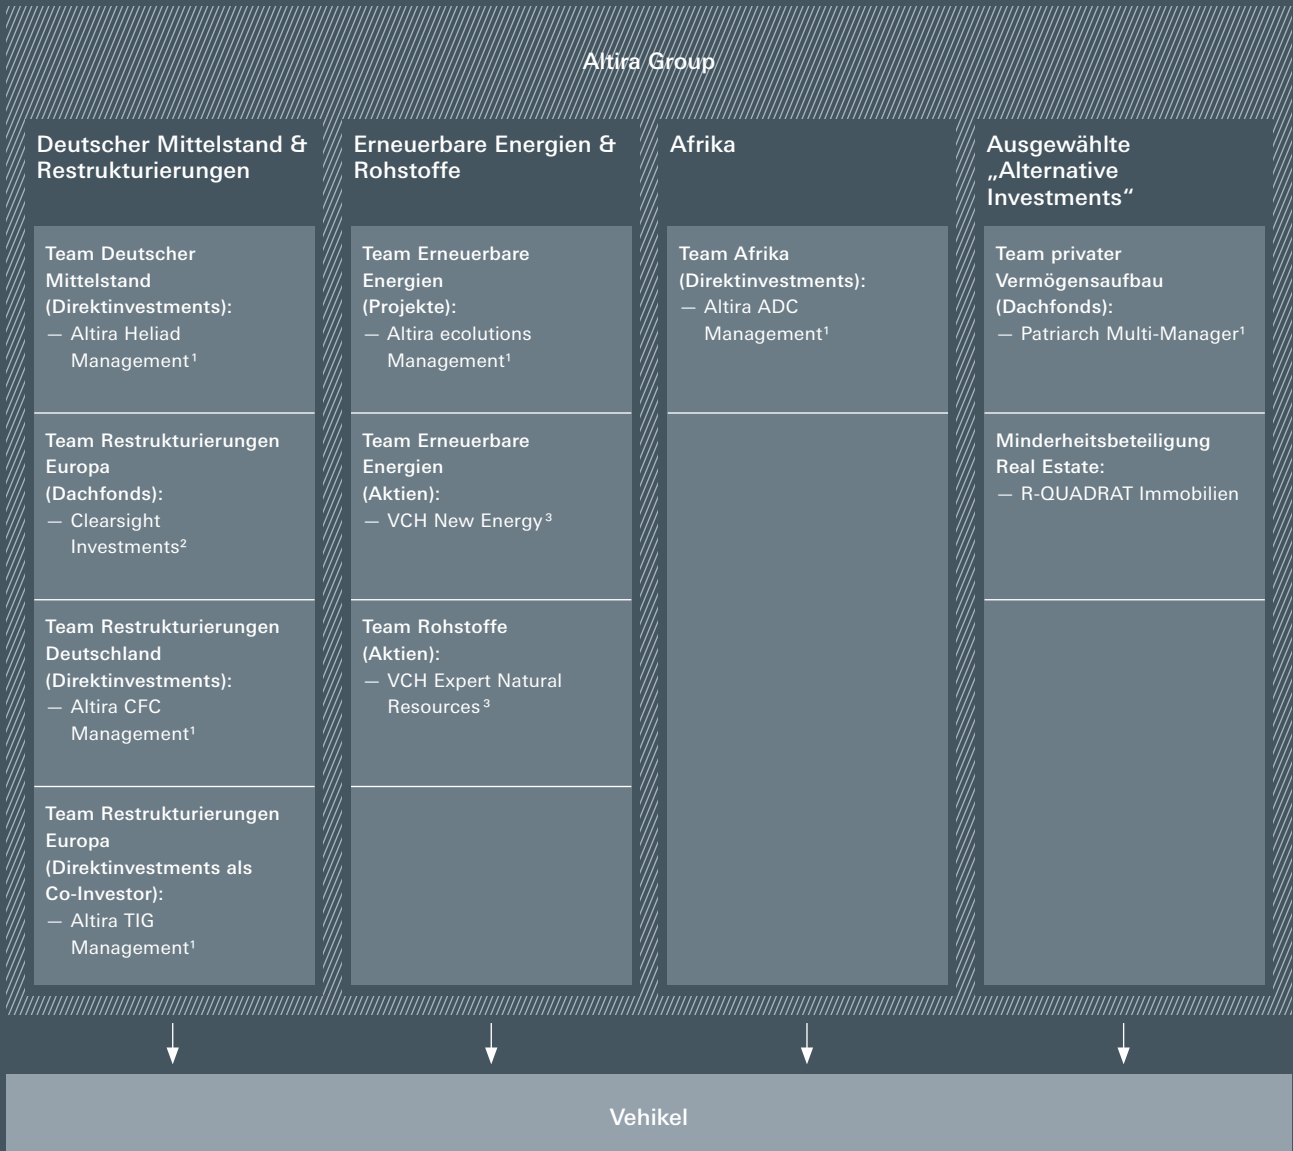 Altira Group
Deutscher Mittelstand &
Restrukturierungen
Team Deutscher
Mittelstand
(Direktinvestments):
— Altira Heliad
Management¹
Team Restrukturierungen
Europa
(Dachfonds):
— Clearsight
Investments²
Team Restrukturierungen
Deutschland
(Direktinvestments):
— Altira CFC
Management¹
Team Restrukturierungen
Europa
(Direktinvestments als
Co-Investor):
— Altira TIG
Management¹
Erneuerbare Energien &
Rohstoffe
Team Erneuerbare
Energien
(Projekte):
— Altira ecolutions
Management¹
Team Erneuerbare
Energien
(Aktien):
— VCH New Energy³
Team Rohstoffe
(Aktien):
— VCH Expert Natural
Resources³
Afrika
Team Afrika
(Direktinvestments):
— Altira ADC
Management¹
Ausgewählte
„Alternative
Investments“
Team privater
Vermögensaufbau
(Dachfonds):
— Patriarch Multi-Manager¹
Minderheitsbeteiligung
Real Estate:
— R-QUADRAT Immobilien
Vehikel